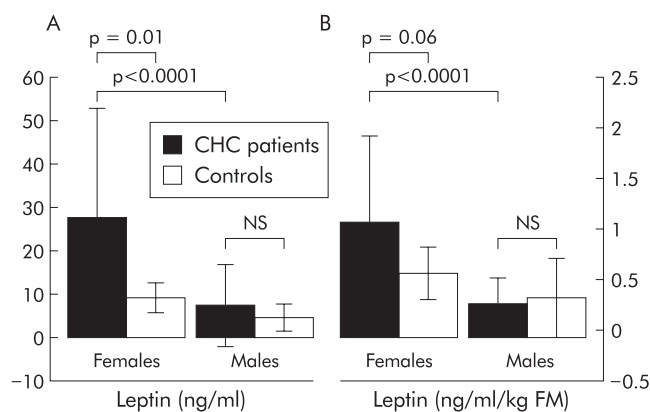 A
B
p = 0.01
p = 0.06
p<0.0001
p<0.0001
60
50
40
30
20
10
0
−10
2.5
2
1.5
1
0.5
0
−0.5
CHC patients
Controls
NS
NS
Females
Males
Females
Males
Leptin (ng/ml)
Leptin (ng/ml/kg FM)